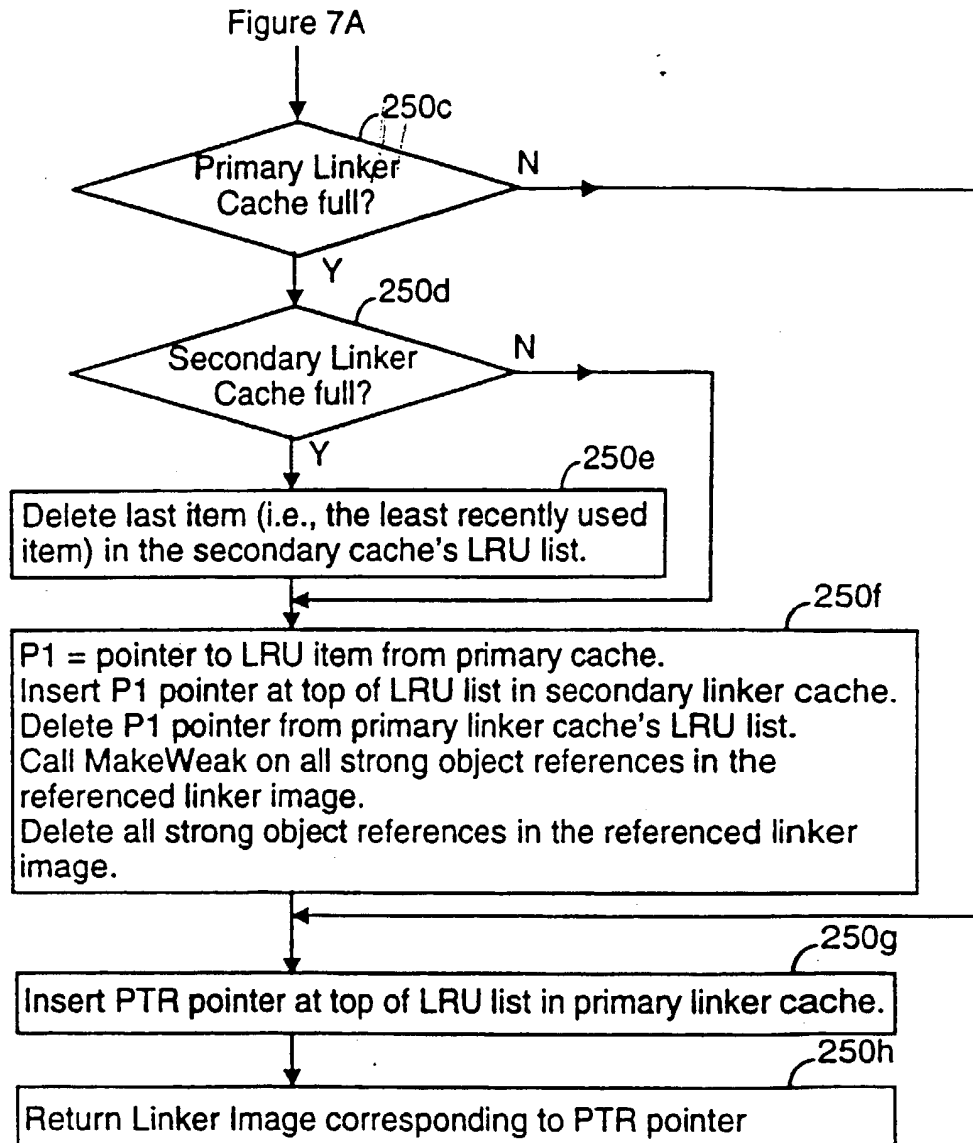 Figure 7A
250c
Primary Linker
Cache full?
N
Y
250d
Secondary Linker
Cache full?
N
Y
250e
Delete last item (i.e., the least recently used
item) in the secondary cache's LRU list.
250f
P1 = pointer to LRU item from primary cache.
Insert P1 pointer at top of LRU list in secondary linker cache.
Delete P1 pointer from primary linker cache's LRU list.
Call MakeWeak on all strong object references in the
referenced linker image.
Delete all strong object references in the referenced linker
image.
250g
Insert PTR pointer at top of LRU list in primary linker cache.
250h
Return Linker Image corresponding to PTR pointer